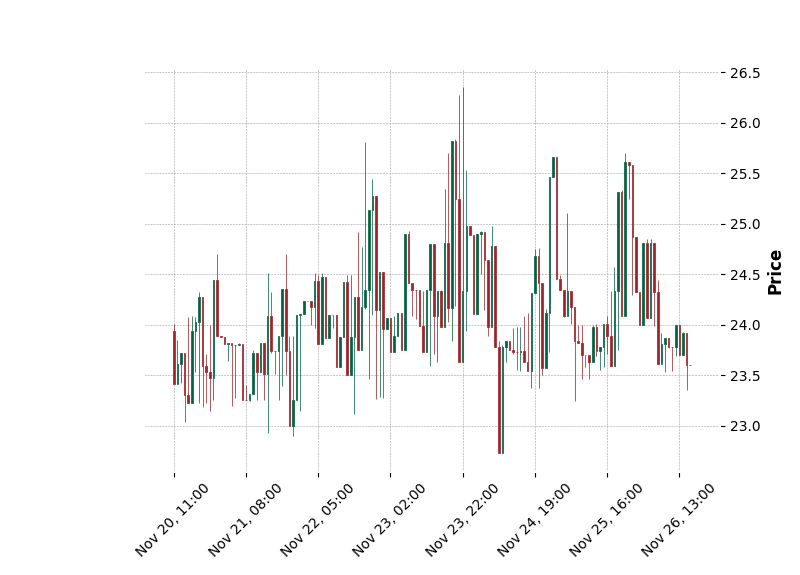 26.5
26.0
25.5
25.0
24.5
24.0
23.5
23.0
Price
Nov 20, 11:00
Nov 21, 08:00
Nov 22, 05:00
Nov 23, 02:00
Nov 23, 22:00
Nov 24, 19:00
Nov 25, 16:00
Nov 26, 13:00